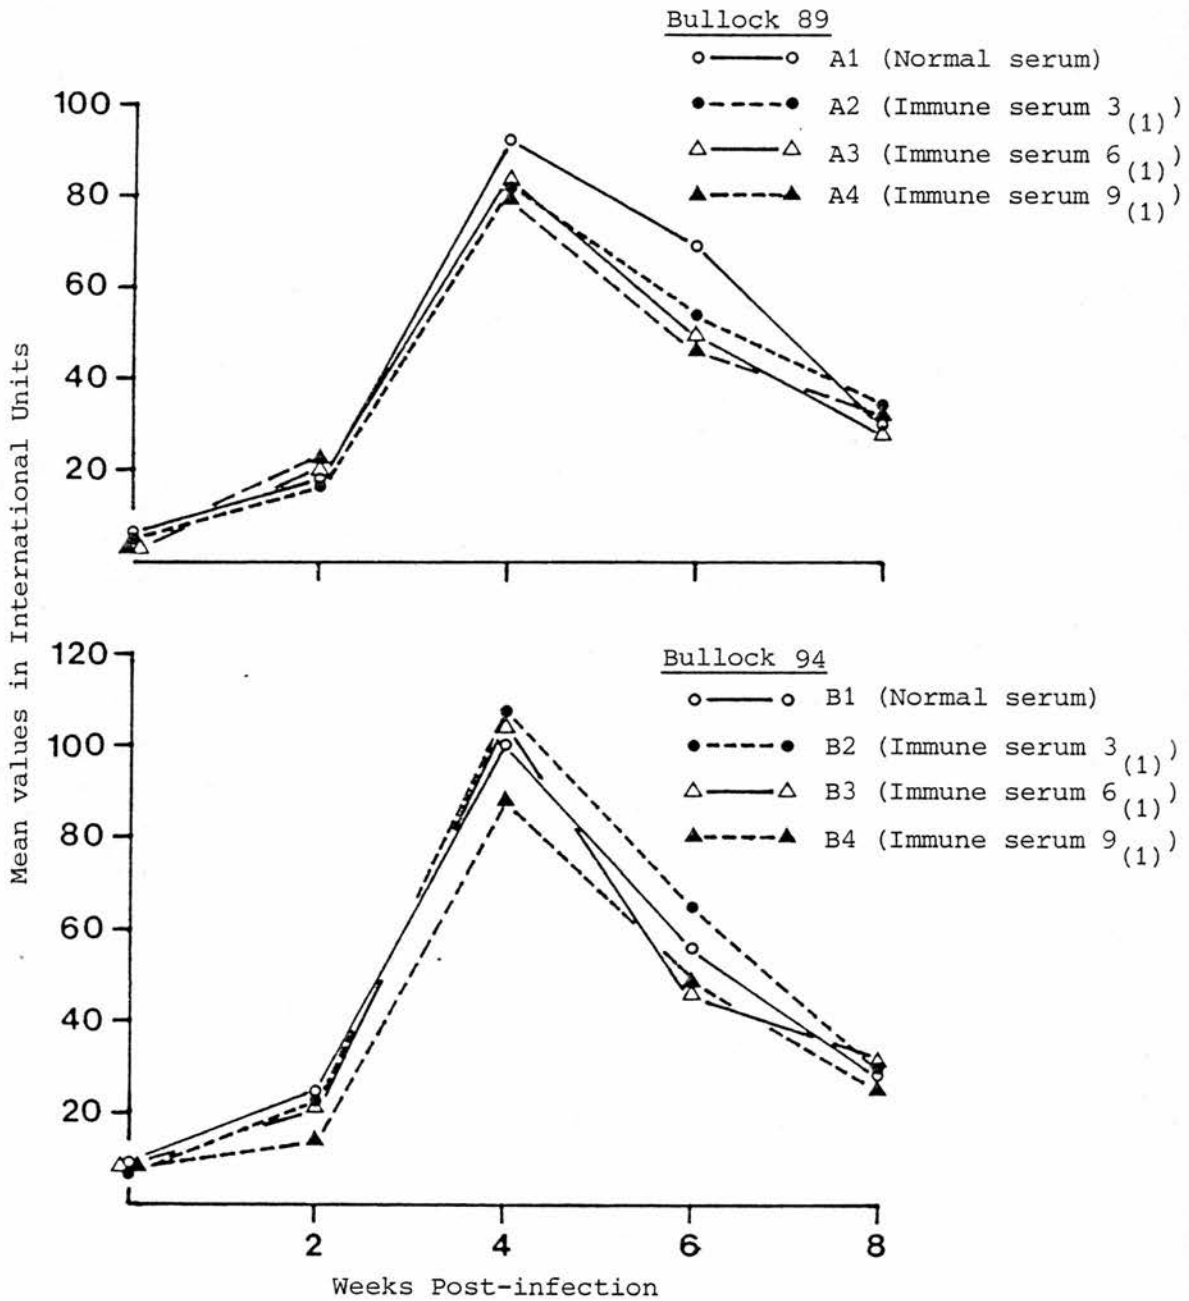 Bullock 89
A1 (Normal serum)
A2 (Immune serum 3(1))
A3 (Immune serum 6(1))
A4 (Immune serum 9(1))
100
80
60
40
20
Mean values in International Units
Bullock 94
B1 (Normal serum)
B2 (Immune serum 3(1))
B3 (Immune serum 6(1))
B4 (Immune serum 9(1))
120
100
80
60
40
20
2 4 6 8
Weeks Post-infection